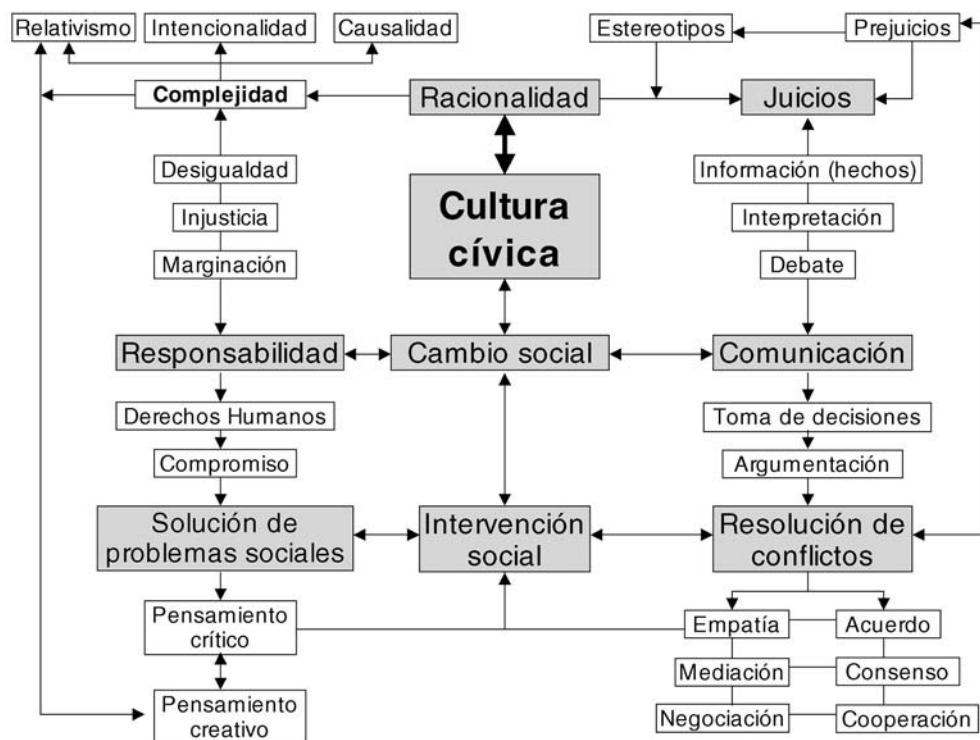 Relativismo
Intencionalidad
Causalidad
Estereotipos
Prejuicios
Complejidad
Racionalidad
Juicios
Desigualdad
Información (hechos)
Cultura
cívica
Injusticia
Interpretación
Marginación
Debate
Responsabilidad
Cambio social
Comunicación
Derechos Humanos
Toma de decisiones
Compromiso
Argumentación
Solución de
problemas sociales
Intervención
social
Resolución de
conflictos
Pensamiento
crítico
Empatía
Acuerdo
Mediación
Consenso
Pensamiento
creativo
Negociación
Cooperación